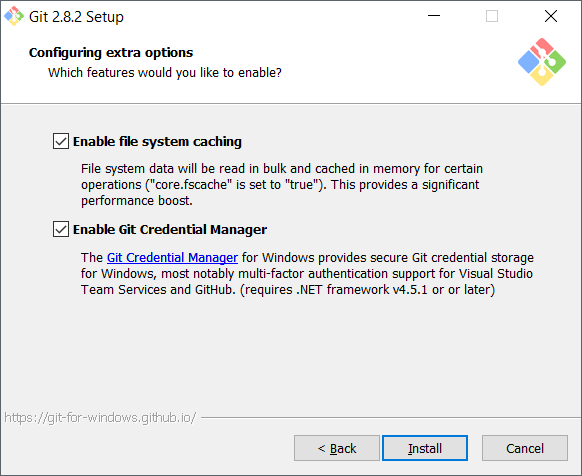 Git 2.8.2 Setup
Configuring extra options
Which features would you like to enable?
Enable file system caching
File system data will be read in bulk and cached in memory for certain
operations ("core.fscache" is set to "true"). This provides a significant
performance boost.
Enable Git Credential Manager
The Git Credential Manager for Windows provides secure Git credential storage
for Windows, most notably multi-factor authentication support for Visual Studio
Team Services and GitHub. (requires .NET framework v4.5.1 or or later)
https://git-for-windows.github.io/
< Back
Install
Cancel